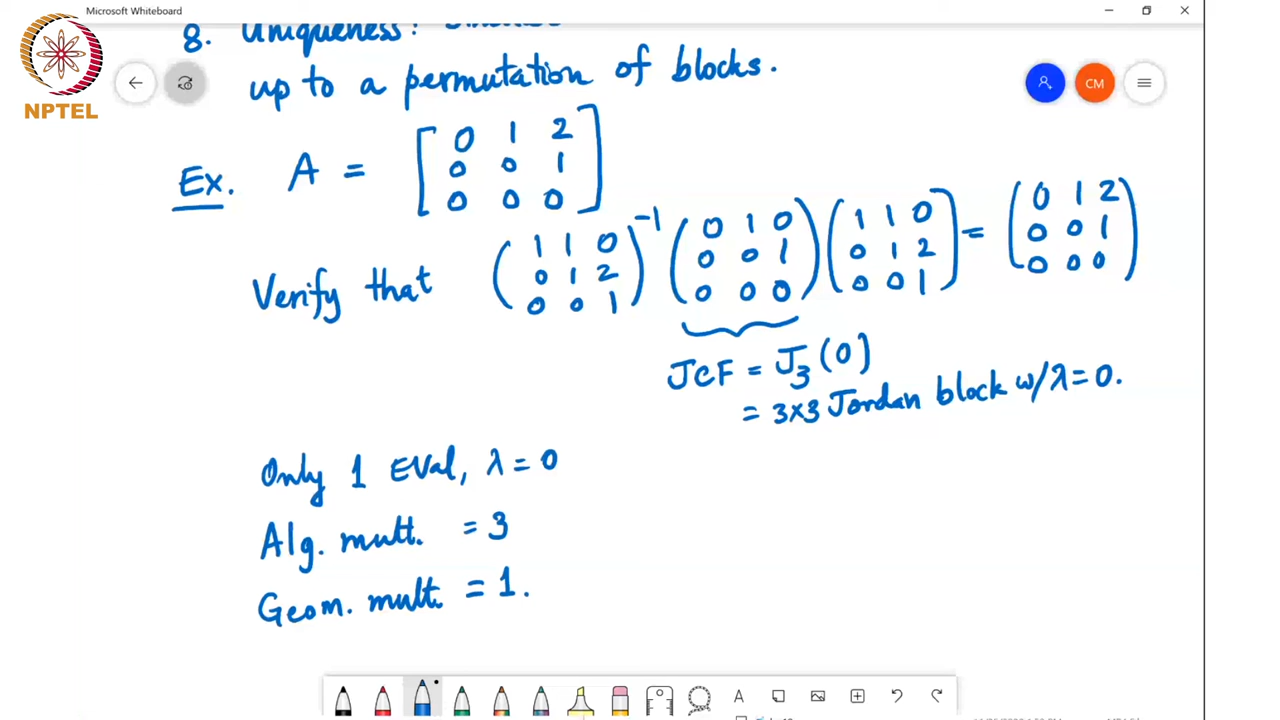 Microsoft Whiteboard
NPTEL
CM
8. Uniqueness:
up to a permutation of blocks.
Ex. A = [0 1 2
0 0 1
0 0 0]
Verify that (1 1 0
0 1 2
0 0 1)⁻¹ (0 1 0
0 0 1
0 0 0) (1 1 0
0 1 2
0 0 1] = (0 1 2
0 0 1
0 0 0)
JCF = J₃(0)
= 3×3 Jordan block w/ λ=0.
Only 1 EVal, λ = 0
Alg. mult. = 3
Geom. mult. = 1.
A